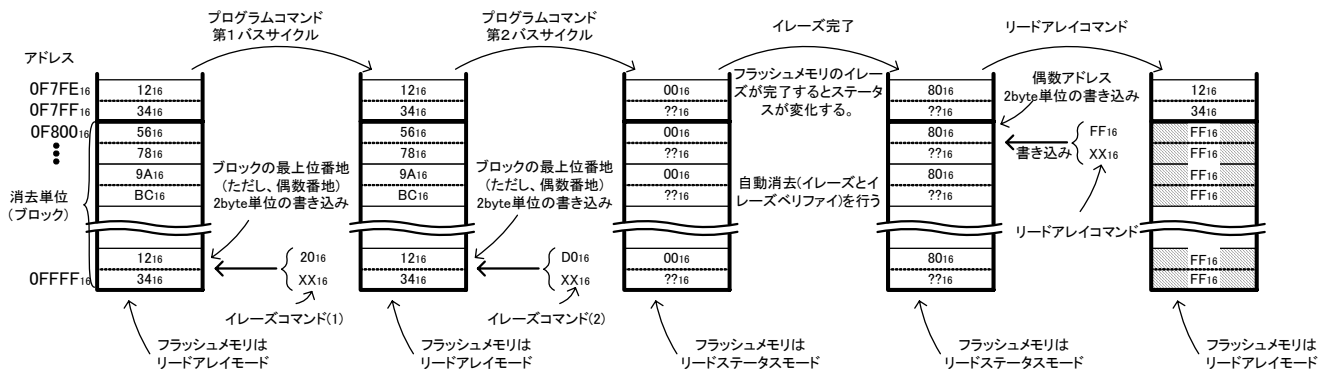 プログラムコマンド
第1バスサイクル
プログラムコマンド
第2バスサイクル
イレーズ完了
リードアレイコマンド
アドレス
0F7FE16
0F7FF16
0F80016
消去単位
(ブロック)
0FFFF16
1216
3416
5616
7816
9A16
BC16
1216
3416
ブロックの最上位番地
(ただし、偶数番地)
2byte単位の書き込み
2016
XX16
イレーズコマンド(1)
フラッシュメモリは
リードアレイモード
1216
3416
5616
7816
9A16
BC16
1216
3416
ブロックの最上位番地
(ただし、偶数番地)
2byte単位の書き込み
D016
XX16
イレーズコマンド(2)
フラッシュメモリは
リードアレイモード
0016
??16
0016
??16
0016
??16
0016
??16
フラッシュメモリのイレー
ズが完了するとステータ
スが変化する。
自動消去(イレーズとイ
レーズベリファイ)を行う
フラッシュメモリは
リードステータスモード
8016
??16
8016
??16
8016
??16
8016
??16
偶数アドレス
2byte単位の書き込み
FF16
書き込み
XX16
リードアレイコマンド
フラッシュメモリは
リードステータスモード
1216
3416
FF16
FF16
FF16
FF16
FF16
FF16
フラッシュメモリは
リードアレイモード